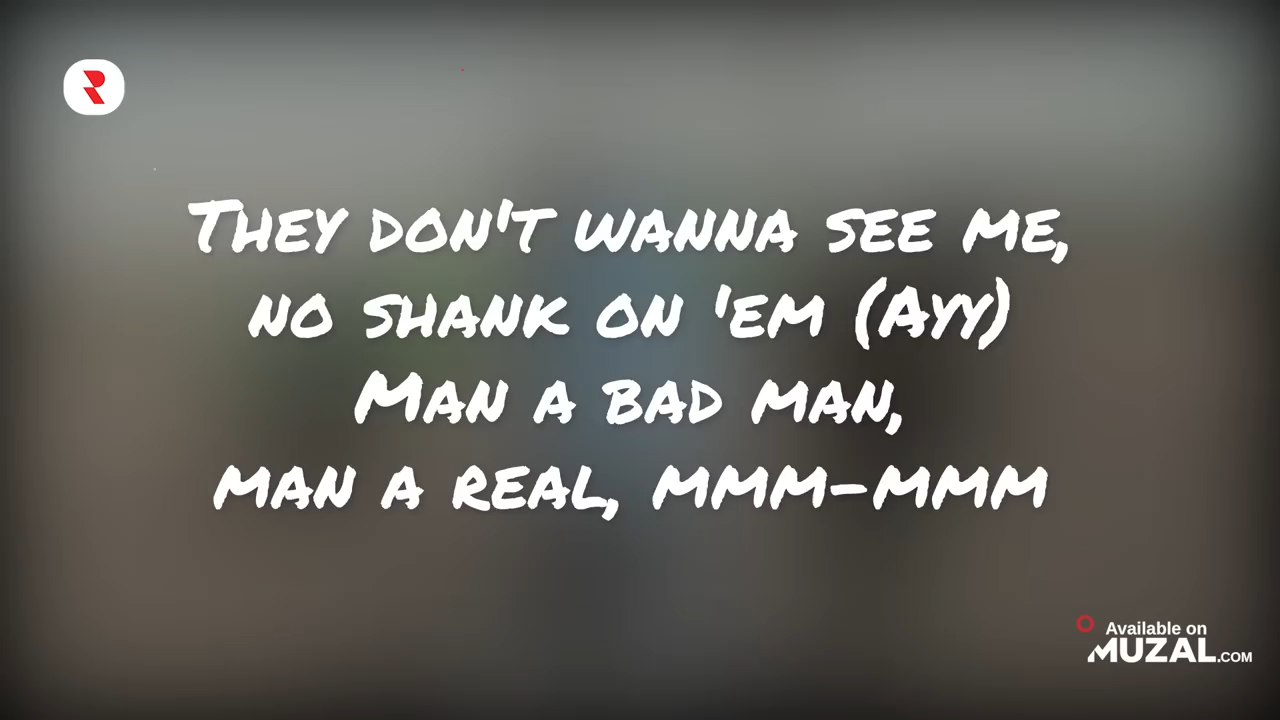 They don't wanna see me,
no shank on 'em (Ayy)
Man a bad man,
man a real, mmm-mmm
Available on
MUZAL.COM